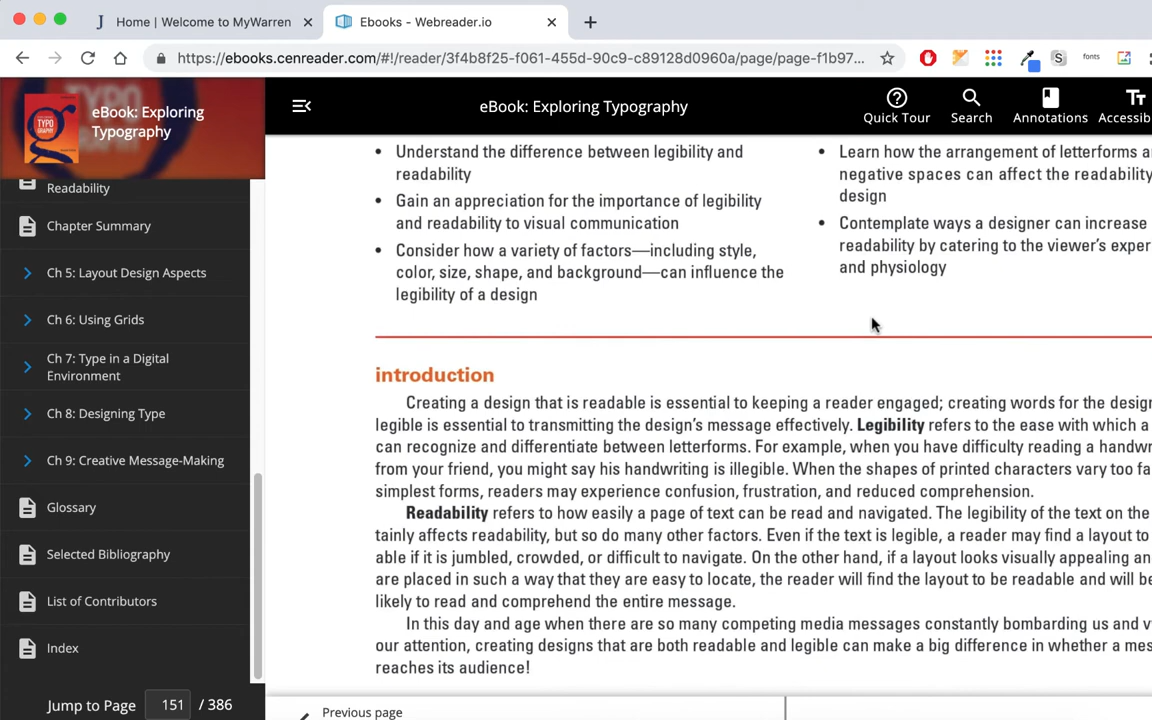 Home | Welcome to MyWarren
Ebooks - Webreader.io
https://ebooks.cenreader.com/#!/reader/3f4b8f25-f061-455d-90c9-c89128d0960a/page/page-f1b97...
fonts
eBook: Exploring
Typography
eBook: Exploring Typography
Quick Tour
Search
Annotations
Accessib
Readability
Chapter Summary
Ch 5: Layout Design Aspects
Ch 6: Using Grids
Ch 7: Type in a Digital
Environment
Ch 8: Designing Type
Ch 9: Creative Message-Making
Glossary
Selected Bibliography
List of Contributors
Index
Jump to Page 151 / 386
• Understand the difference between legibility and
readability
• Gain an appreciation for the importance of legibility
and readability to visual communication
• Consider how a variety of factors—including style,
color, size, shape, and background—can influence the
legibility of a design
• Learn how the arrangement of letterforms a
negative spaces can affect the readability
design
• Contemplate ways a designer can increase
readability by catering to the viewer's exper
and physiology
introduction
Creating a design that is readable is essential to keeping a reader engaged; creating words for the desig
legible is essential to transmitting the design's message effectively. Legibility refers to the ease with which a
can recognize and differentiate between letterforms. For example, when you have difficulty reading a handw
from your friend, you might say his handwriting is illegible. When the shapes of printed characters vary too fa
simplest forms, readers may experience confusion, frustration, and reduced comprehension.
Readability refers to how easily a page of text can be read and navigated. The legibility of the text on the
tainly affects readability, but so do many other factors. Even if the text is legible, a reader may find a layout to
able if it is jumbled, crowded, or difficult to navigate. On the other hand, if a layout looks visually appealing an
are placed in such a way that they are easy to locate, the reader will find the layout to be readable and will be
likely to read and comprehend the entire message.
In this day and age when there are so many competing media messages constantly bombarding us and v
our attention, creating designs that are both readable and legible can make a big difference in whether a mes
reaches its audience!
Previous page